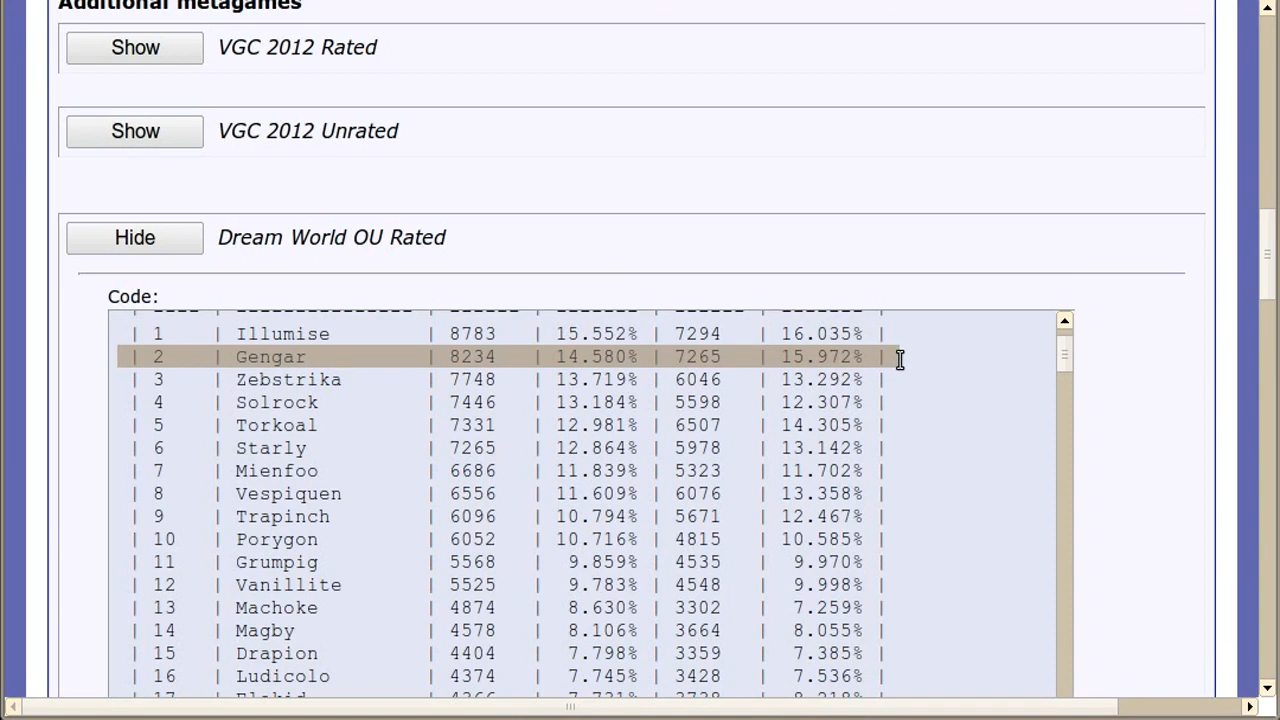 Additional metagames
Show VGC 2012 Rated
Show VGC 2012 Unrated
Hide Dream World OU Rated
Code:
| 1 | Illumise | 8783 | 15.552% | 7294 | 16.035% |
| 2 | Gengar | 8234 | 14.580% | 7265 | 15.972% |
| 3 | Zebstrika | 7748 | 13.719% | 6046 | 13.292% |
| 4 | Solrock | 7446 | 13.184% | 5598 | 12.307% |
| 5 | Torkoal | 7331 | 12.981% | 6507 | 14.305% |
| 6 | Starly | 7265 | 12.864% | 5978 | 13.142% |
| 7 | Mienfoo | 6686 | 11.839% | 5323 | 11.702% |
| 8 | Vespiquen | 6556 | 11.609% | 6076 | 13.358% |
| 9 | Trapinch | 6096 | 10.794% | 5671 | 12.467% |
| 10 | Porygon | 6052 | 10.716% | 4815 | 10.585% |
| 11 | Grumpig | 5568 | 9.859% | 4535 | 9.970% |
| 12 | Vanillite | 5525 | 9.783% | 4548 | 9.998% |
| 13 | Machoke | 4874 | 8.630% | 3302 | 7.259% |
| 14 | Magby | 4578 | 8.106% | 3664 | 8.055% |
| 15 | Drapion | 4404 | 7.798% | 3359 | 7.385% |
| 16 | Ludicolo | 4374 | 7.745% | 3428 | 7.536% |